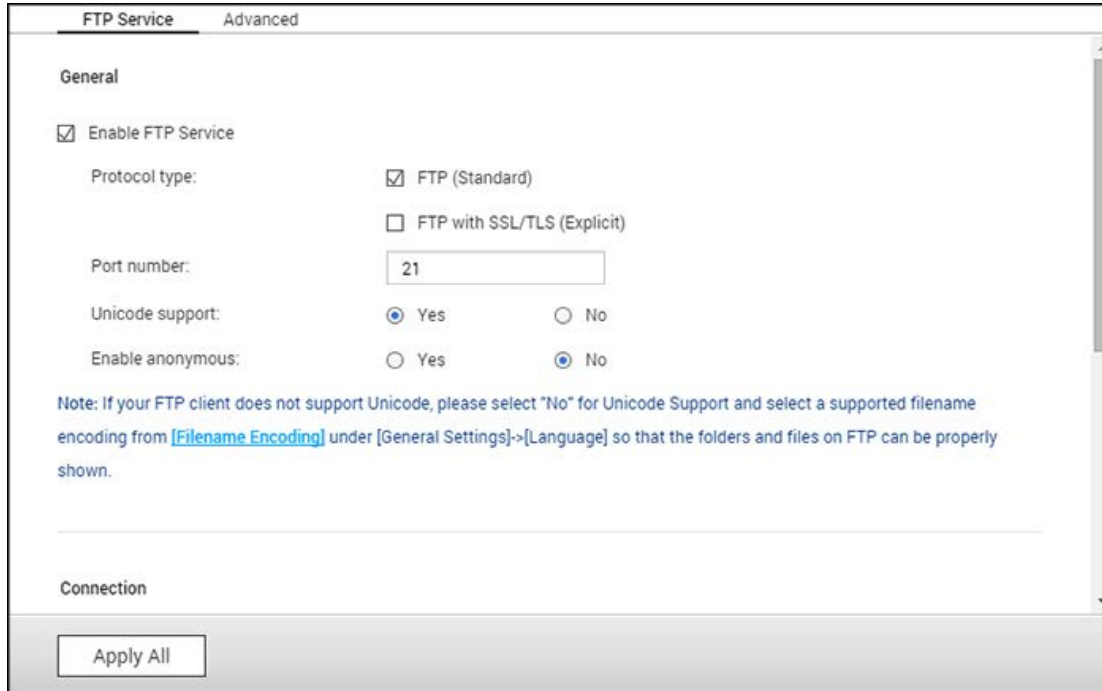 FTP Service Advanced
General
Enable FTP Service
Protocol type: FTP (Standard)
FTP with SSL/TLS (Explicit)
Port number: 21
Unicode support: Yes No
Enable anonymous: Yes No
Note: If your FTP client does not support Unicode, please select "No" for Unicode Support and select a supported filename
encoding from [Filename Encoding] under [General Settings]->[Language] so that the folders and files on FTP can be properly
shown.
Connection
Apply All